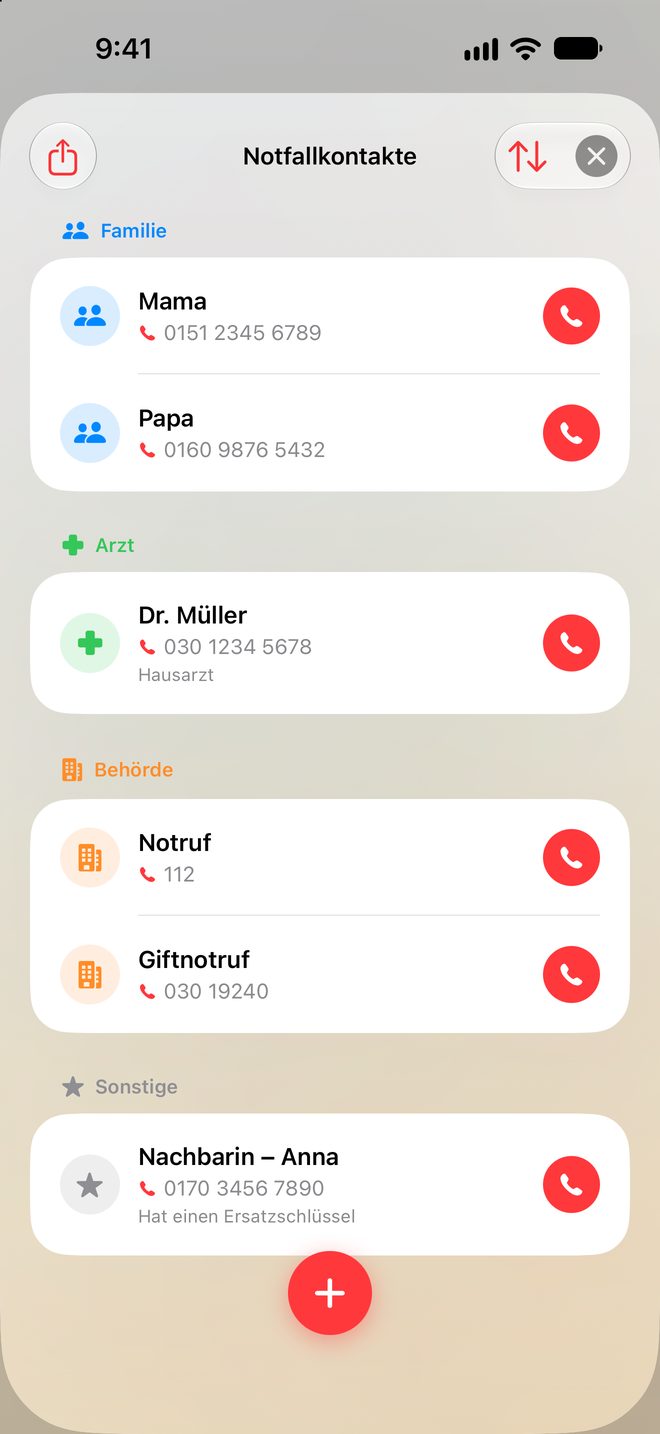 9:41
Notfallkontakte
Familie
Mama
0151 2345 6789
Papa
0160 9876 5432
Arzt
Dr. Müller
030 1234 5678
Hausarzt
Behörde
Notruf
112
Giftnotruf
030 19240
Sonstige
Nachbarin – Anna
0170 3456 7890
Hat einen Ersatzschlüssel